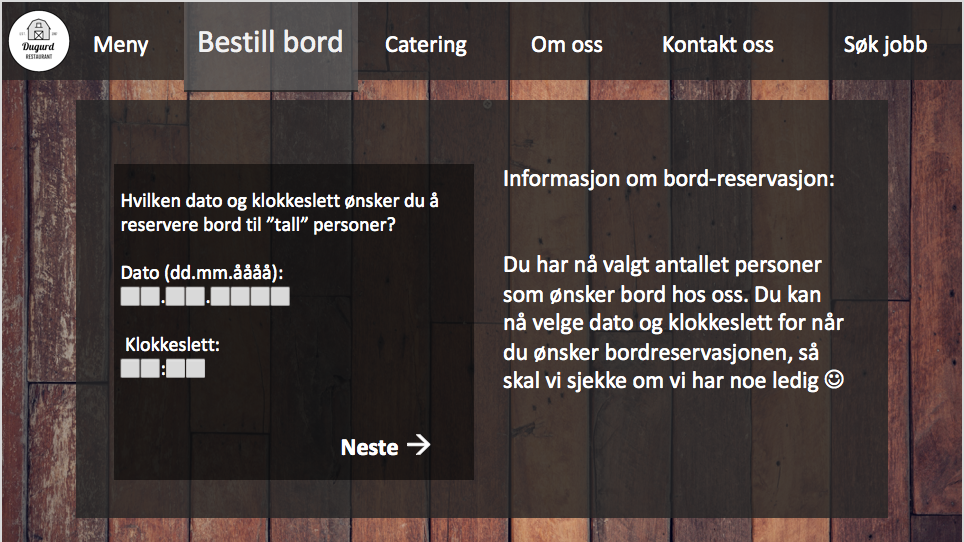 Dugurd
RESTAURANT
Meny
Bestill bord
Catering
Om oss
Kontakt oss
Søk jobb
Hvilken dato og klokkeslett ønsker du å
reservere bord til ”tall” personer?
Dato (dd.mm.åååå):
Klokkeslett:
Neste →
Informasjon om bord-reservasjon:
Du har nå valgt antallet personer
som ønsker bord hos oss. Du kan
nå velge dato og klokkeslett for når
du ønsker bordreservasjonen, så
skal vi sjekke om vi har noe ledig ☺